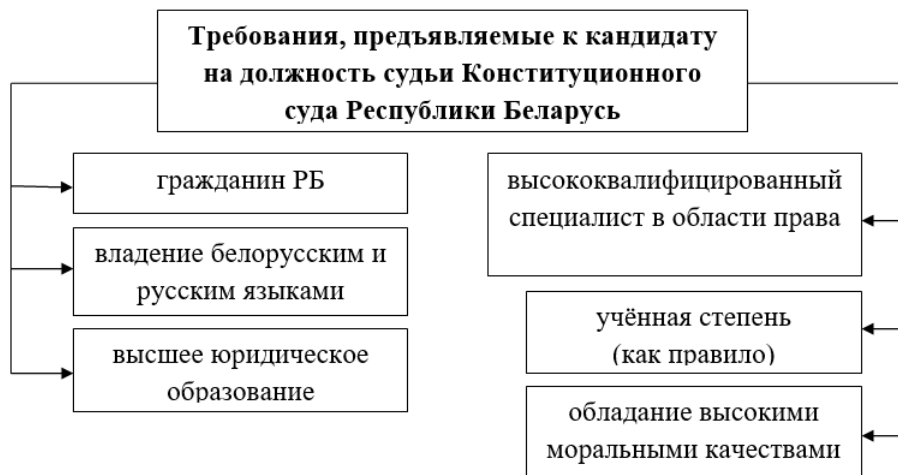 Требования, предъявляемые к кандидату
на должность судьи Конституционного
суда Республики Беларусь
гражданин РБ
владение белорусским и
русским языками
высшее юридическое
образование
высококвалифицированный
специалист в области права
учённая степень
(как правило)
обладание высокими
моральными качествами